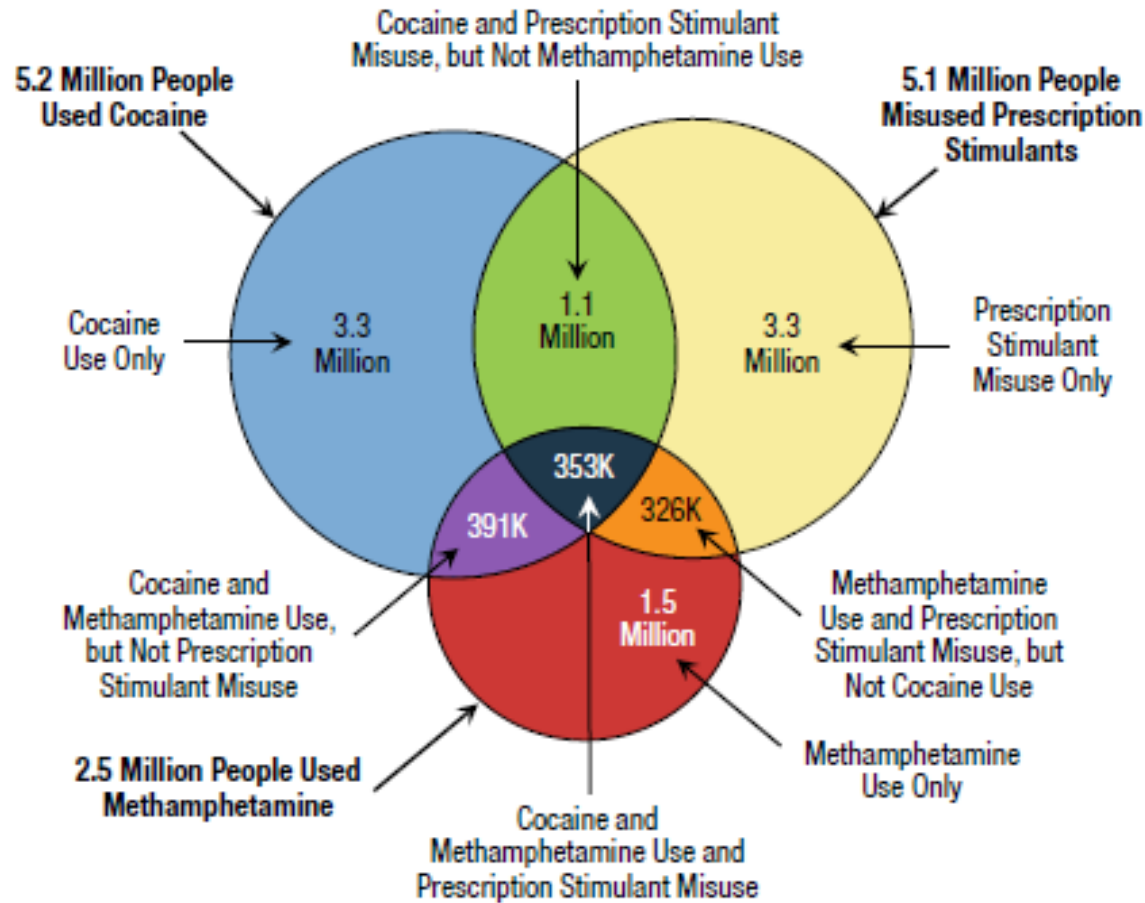 Cocaine and Prescription Stimulant
Misuse, but Not Methamphetamine Use
5.2 Million People
Used Cocaine
5.1 Million People
Misused Prescription
Stimulants
Cocaine
Use Only
3.3
Million
1.1
Million
3.3
Million
Prescription
Stimulant
Misuse Only
353K
391K
326K
Cocaine and
Methamphetamine Use,
but Not Prescription
Stimulant Misuse
1.5
Million
Methamphetamine
Use and Prescription
Stimulant Misuse, but
Not Cocaine Use
2.5 Million People Used
Methamphetamine
Methamphetamine
Use Only
Cocaine and
Methamphetamine Use and
Prescription Stimulant Misuse